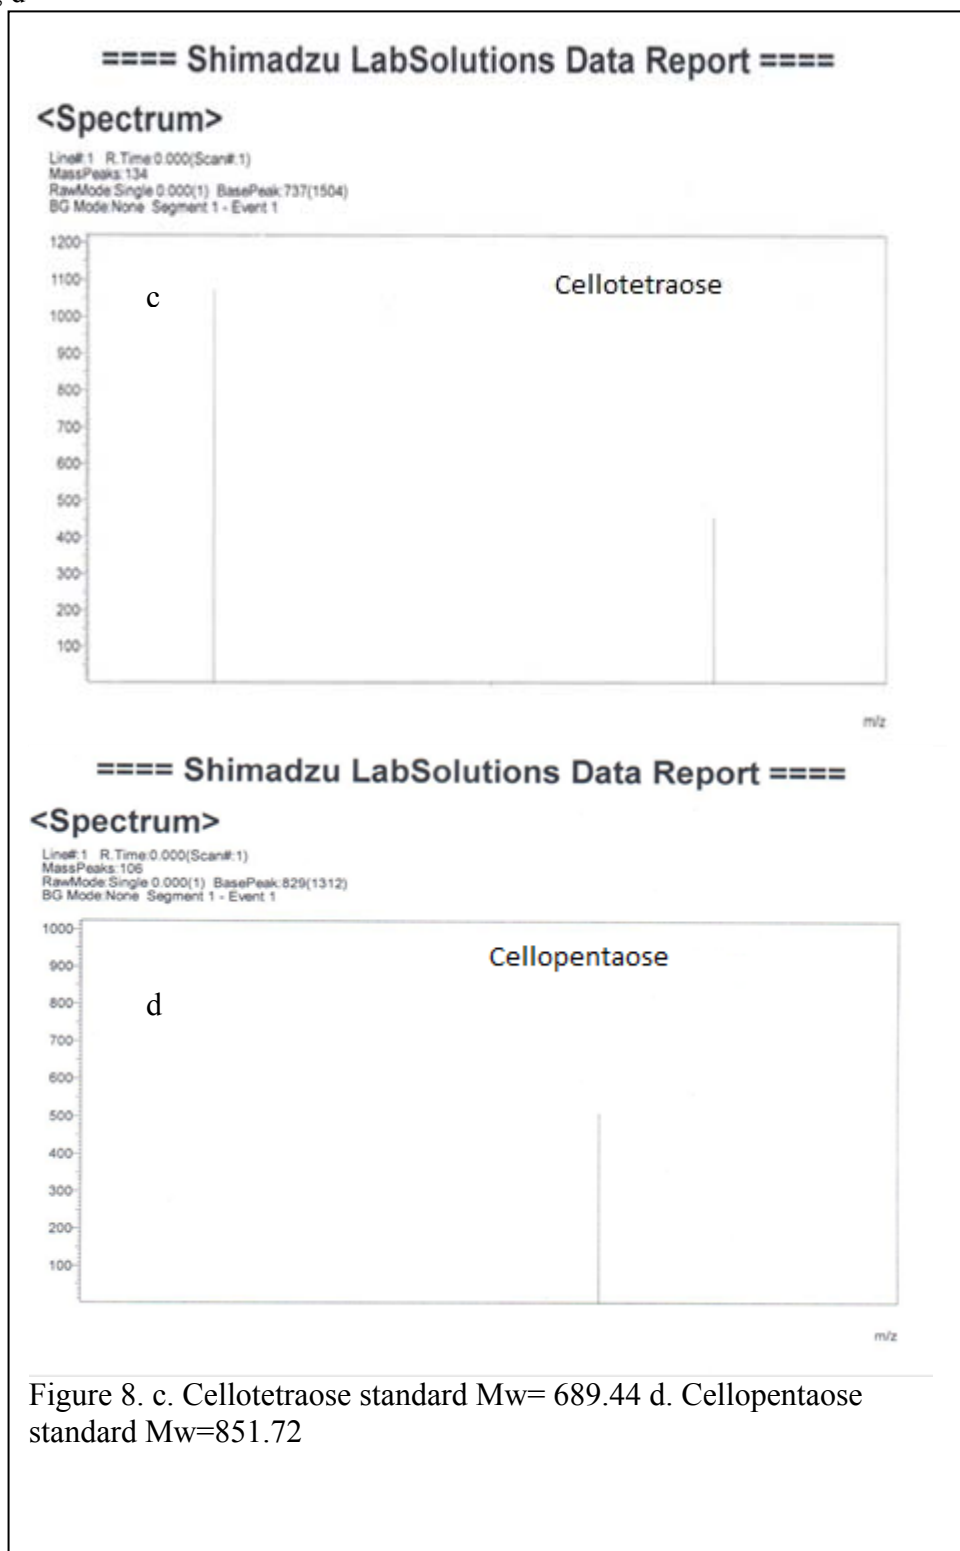 ==== Shimadzu LabSolutions Data Report ====
<Spectrum>
Line#:1 R.Time:0.000(Scan#:1)
MassPeaks:134
RawMode:Single 0.000(1) BasePeak:737(1504)
BG Mode:None Segment 1 - Event 1
1200
1100
1000
900
800
700
600
500
400
300
200
100
c
Cellotetraose
m/z
==== Shimadzu LabSolutions Data Report ====
<Spectrum>
Line#:1 R.Time:0.000(Scan#:1)
MassPeaks:106
RawMode:Single 0.000(1) BasePeak:829(1312)
BG Mode:None Segment 1 - Event 1
1000
900
800
700
600
500
400
300
200
100
Cellopentaose
d
m/z
Figure 8. c. Cellotetraose standard Mw= 689.44 d. Cellopentaose
standard Mw=851.72